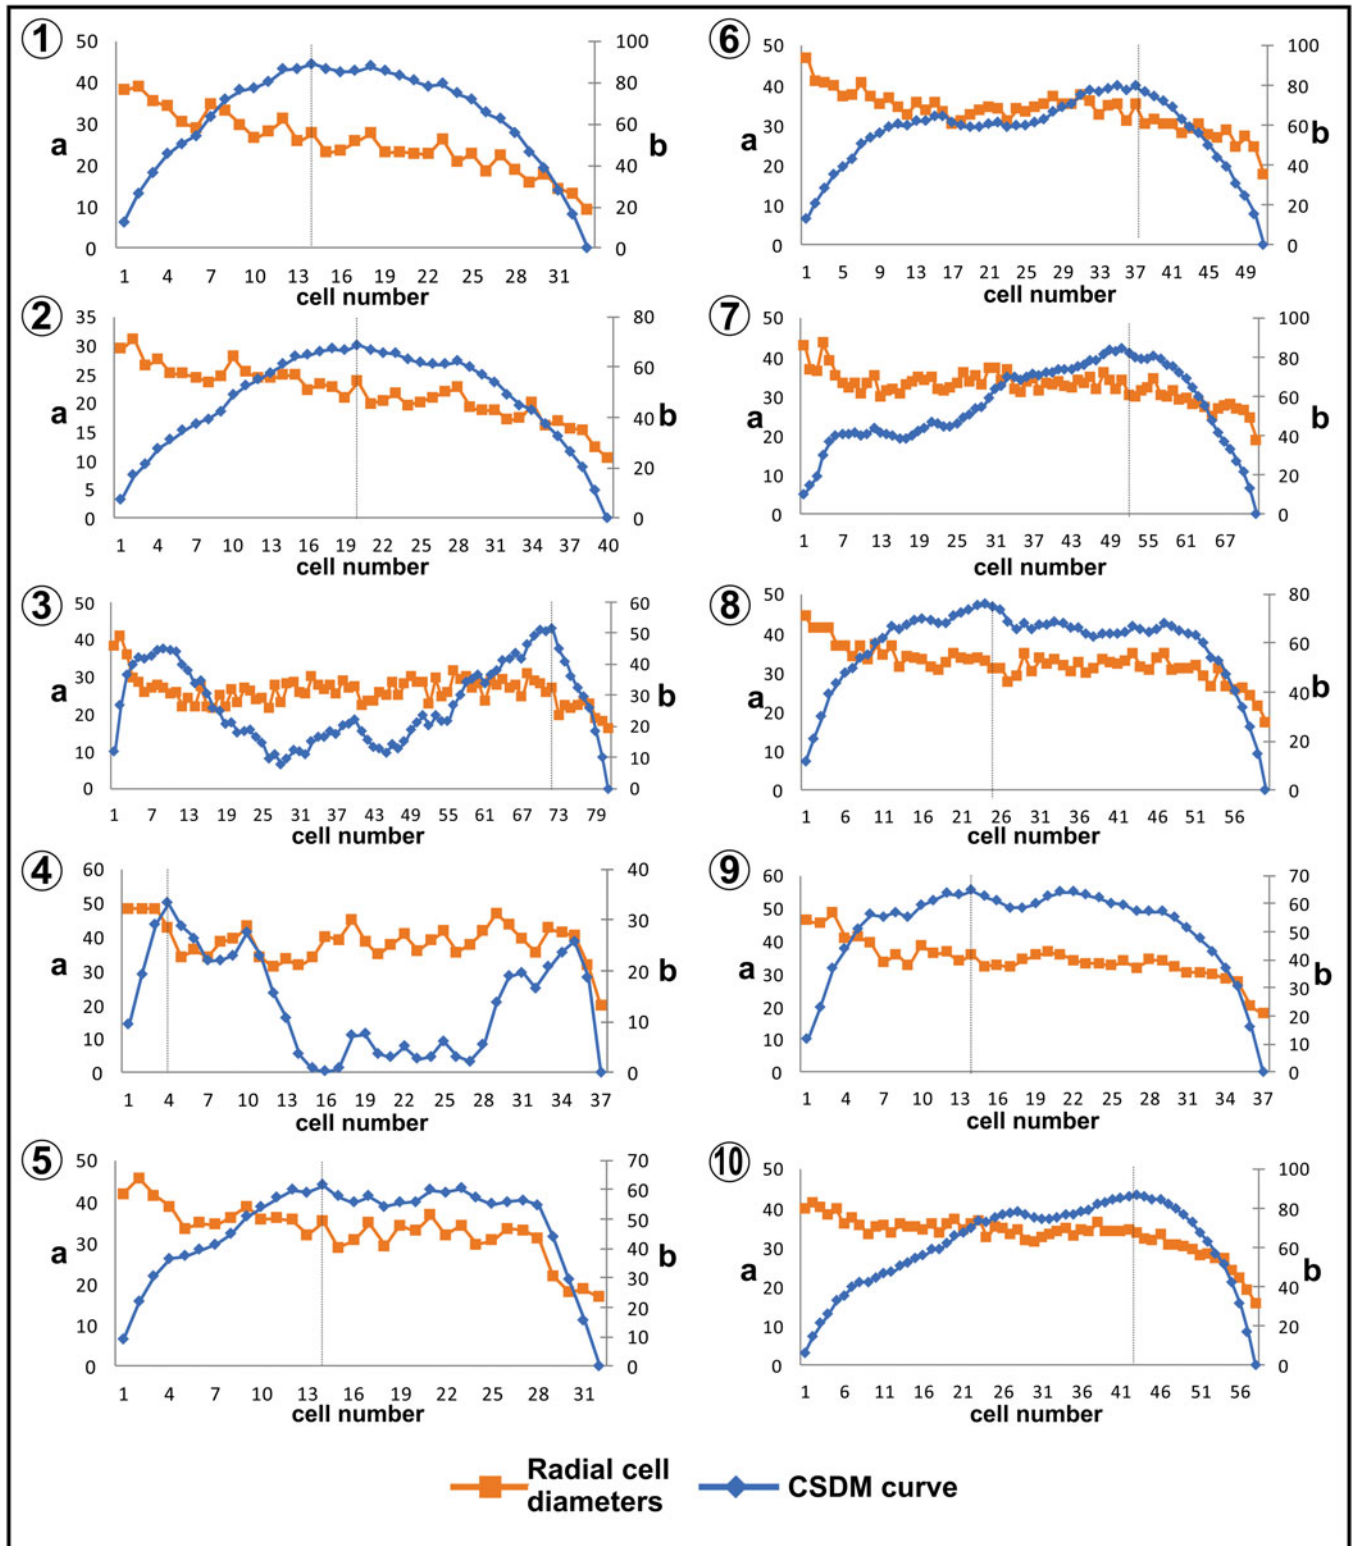 ① ⑥
50 100 50 100
40 80 40 80
30 60 30 60
a b a b
20 40 20 40
10 20 10 20
0 0 0 0
1 4 7 10 13 16 19 22 25 28 31 1 5 9 13 17 21 25 29 33 37 41 45 49
cell number cell number
② ⑦
35 80 50 100
30
25 60 40 80
20 30 60
a 40 b a b
15 20 40
10 20 10 20
5
0 0 0 0
1 4 7 10 13 16 19 22 25 28 31 34 37 40 1 7 13 19 25 31 37 43 49 55 61 67
cell number cell number
③ ⑧
50 60 50 80
40 50 40 60
30 40 30
a 30 b a 40 b
20 20 20
10 10 10 20
0 0 0 0
1 7 13 19 25 31 37 43 49 55 61 67 73 79 1 6 11 16 21 26 31 36 41 46 51 56
cell number cell number
④ ⑨
60 40 60 70
50 50 60
40 30 40 50
a b a 40 b
30 20 30 30
20 10 20 20
10 10 10
0 0 0 0
1 4 7 10 13 16 19 22 25 28 31 34 37 1 4 7 10 13 16 19 22 25 28 31 34 37
cell number cell number
⑤ ⑩
50 70 50 100
40 60 40 80
50
30 40 30 60
a b a b
20 30 20 40
10 20 10 20
10
0 0 0 0
1 4 7 10 13 16 19 22 25 28 31 1 6 11 16 21 26 31 36 41 46 51 56
cell number cell number
Radial cell
diameters
CSDM curve